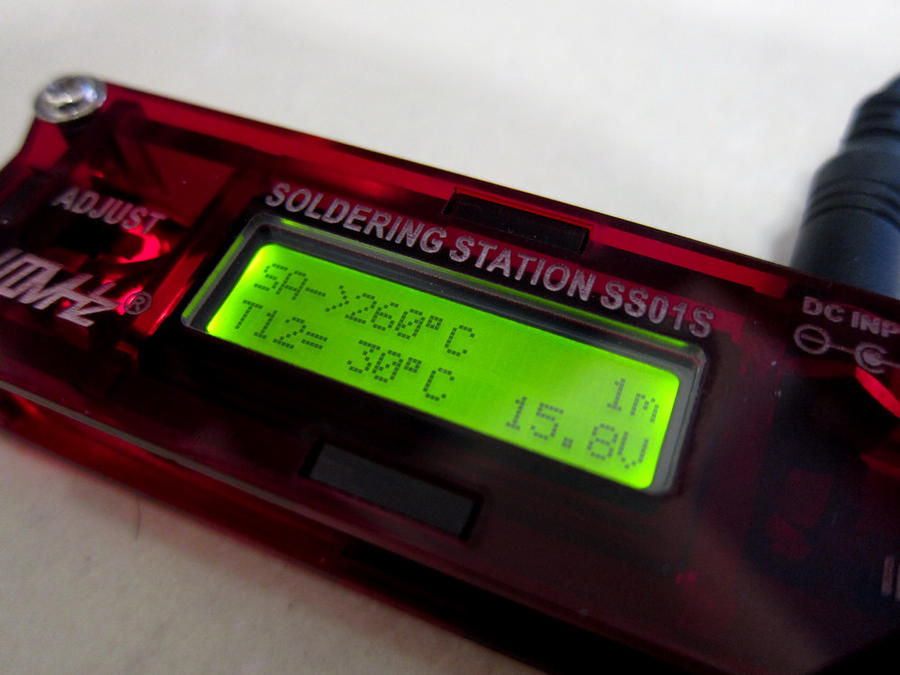 ADJUST
SOLDERING STATION SS01S
SA->260°C 1m
T12= 30°C 15.8V
DC INP